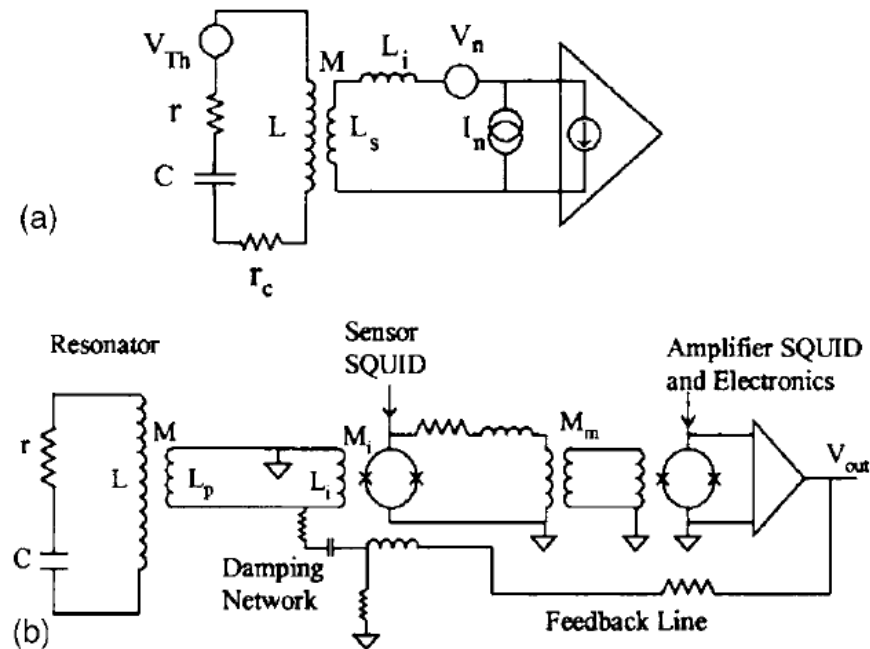 V_Th
r
C
r_c
L
M
L_s
L_i
V_n
I_n
(a)
Resonator
Sensor
SQUID
Amplifier SQUID
and Electronics
r
C
L
M
L_p
L_i
M_i
M_m
V_out
Damping
Network
Feedback Line
(b)